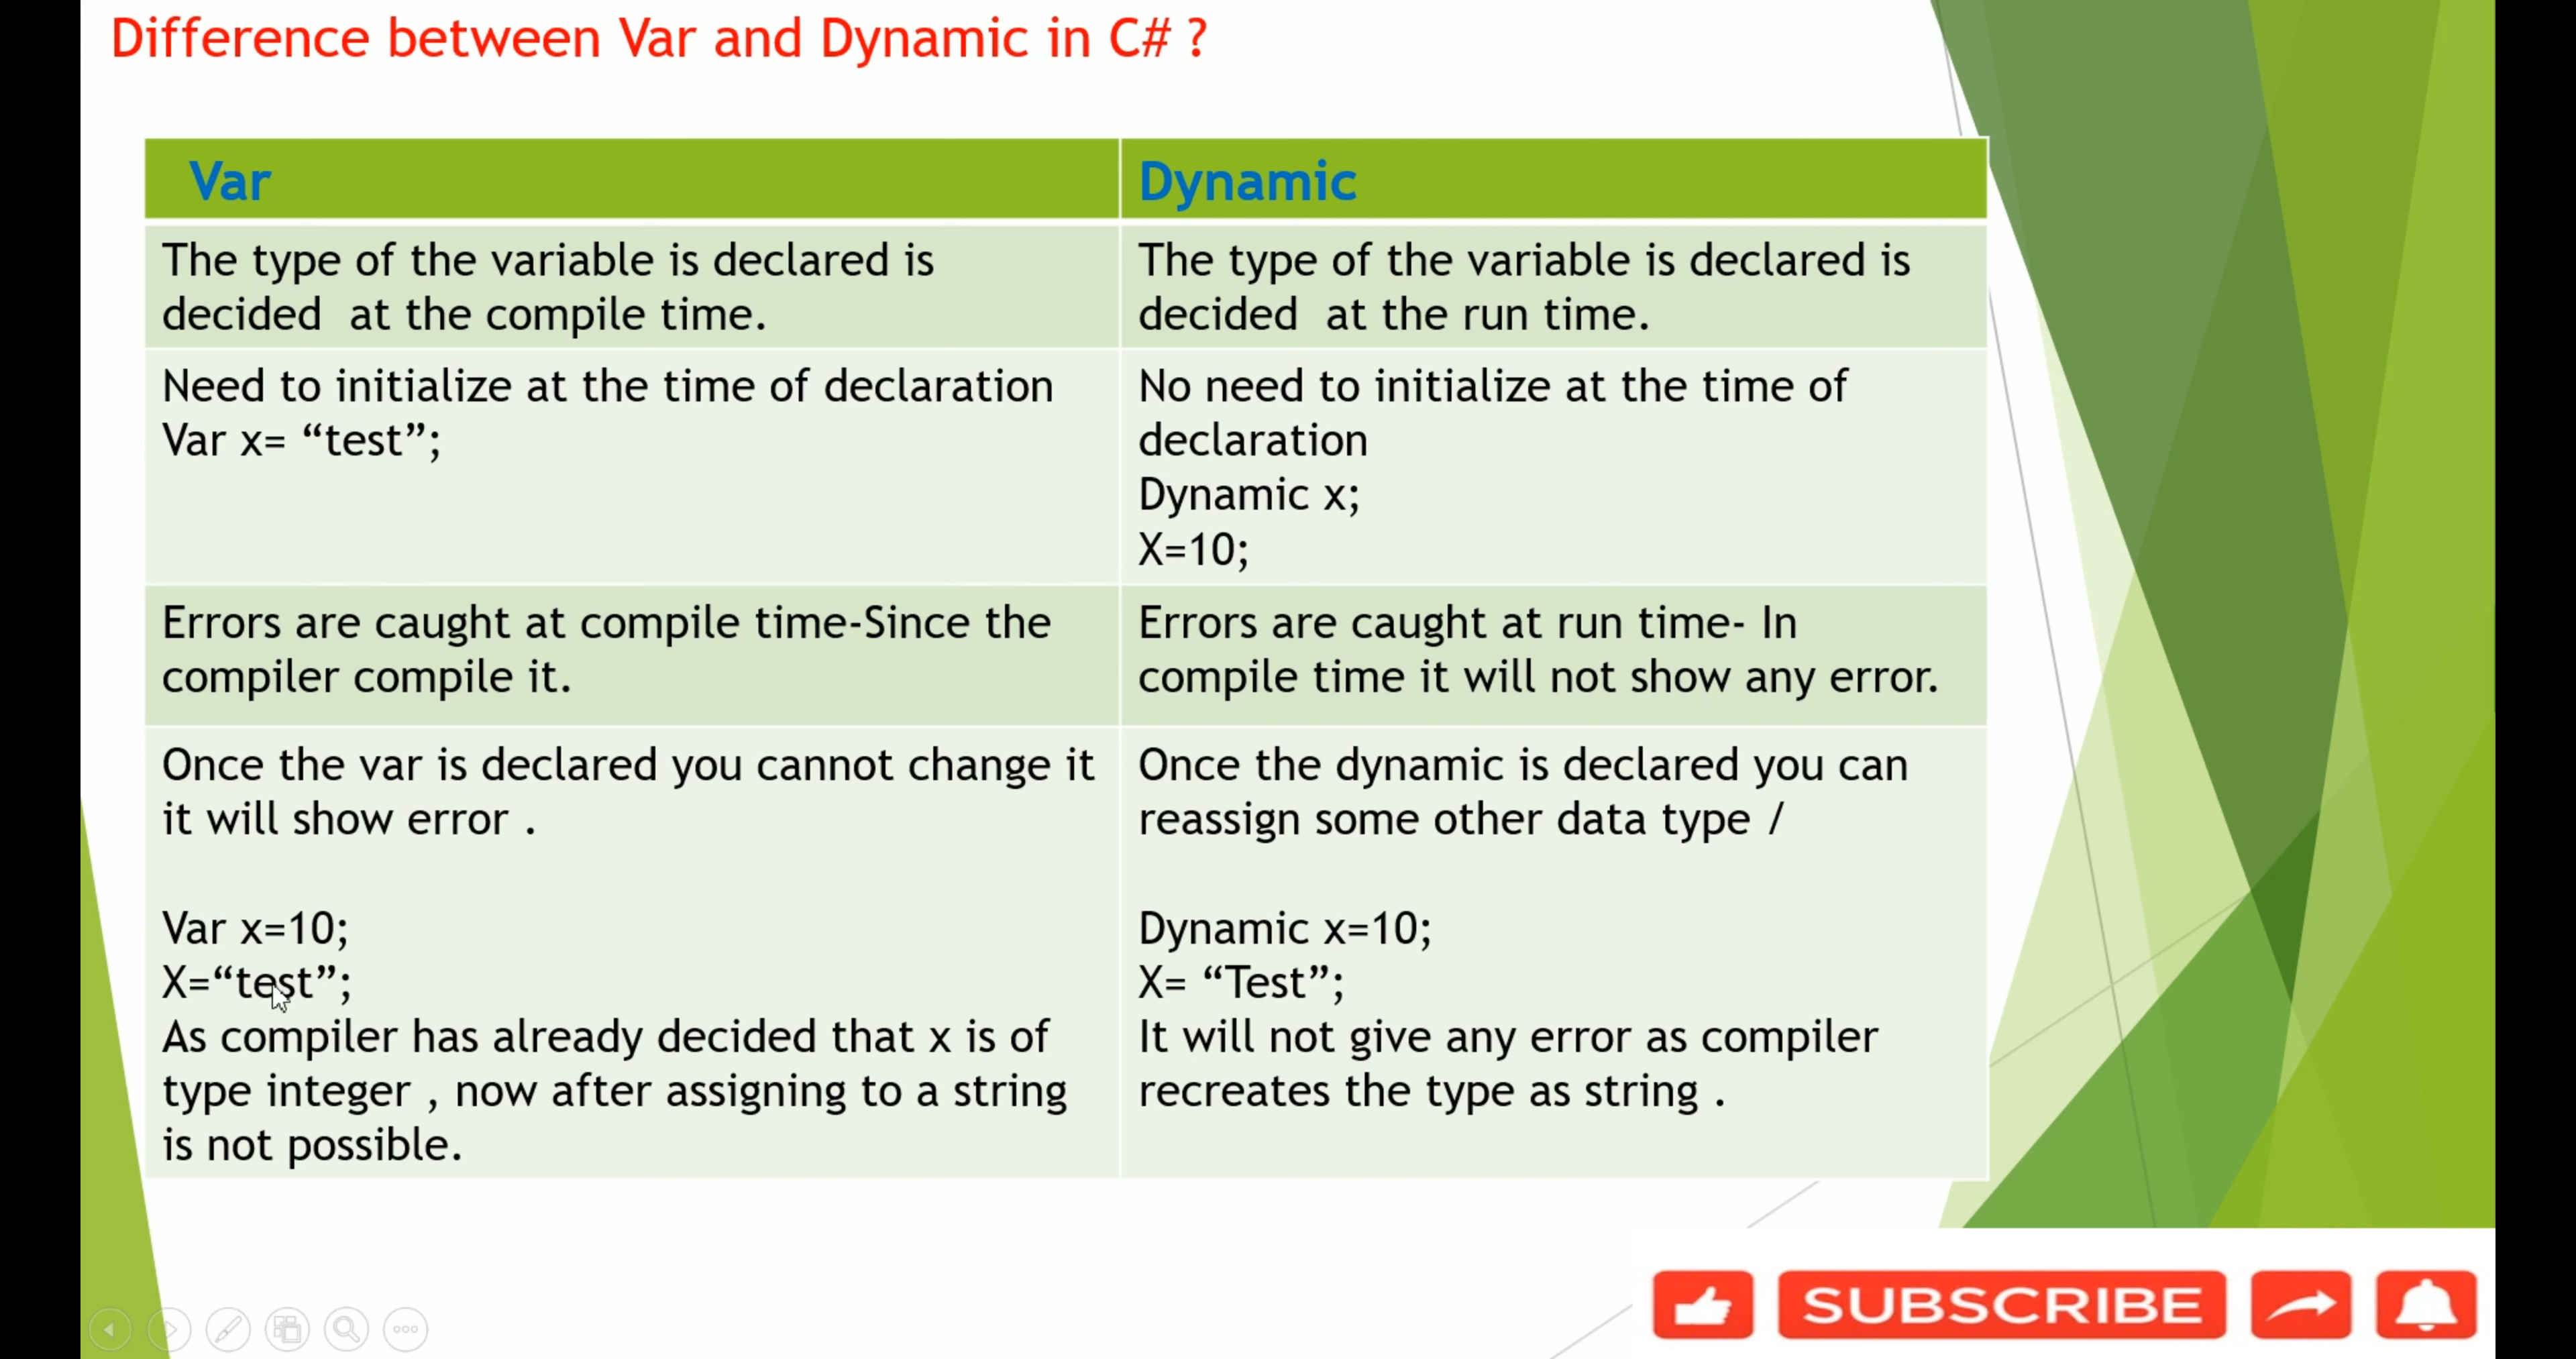 Difference between Var and Dynamic in C# ?
Var
Dynamic
The type of the variable is declared is
decided  at the compile time.
The type of the variable is declared is
decided  at the run time.
Need to initialize at the time of declaration
Var x= “test”;
No need to initialize at the time of
declaration
Dynamic x;
X=10;
Errors are caught at compile time-Since the
compiler compile it.
Errors are caught at run time- In
compile time it will not show any error.
Once the var is declared you cannot change it
it will show error .
Var x=10;
X=“test”;
As compiler has already decided that x is of
type integer , now after assigning to a string
is not possible.
Once the dynamic is declared you can
reassign some other data type /
Dynamic x=10;
X= “Test”;
It will not give any error as compiler
recreates the type as string .
SUBSCRIBE